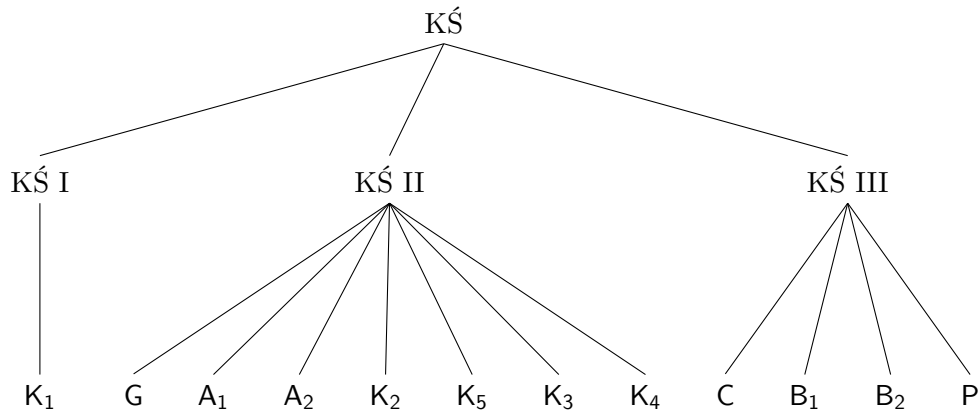 KŚ
KŚ I KŚ II KŚ III
K₁ G A₁ A₂ K₂ K₅ K₃ K₄ C B₁ B₂ P